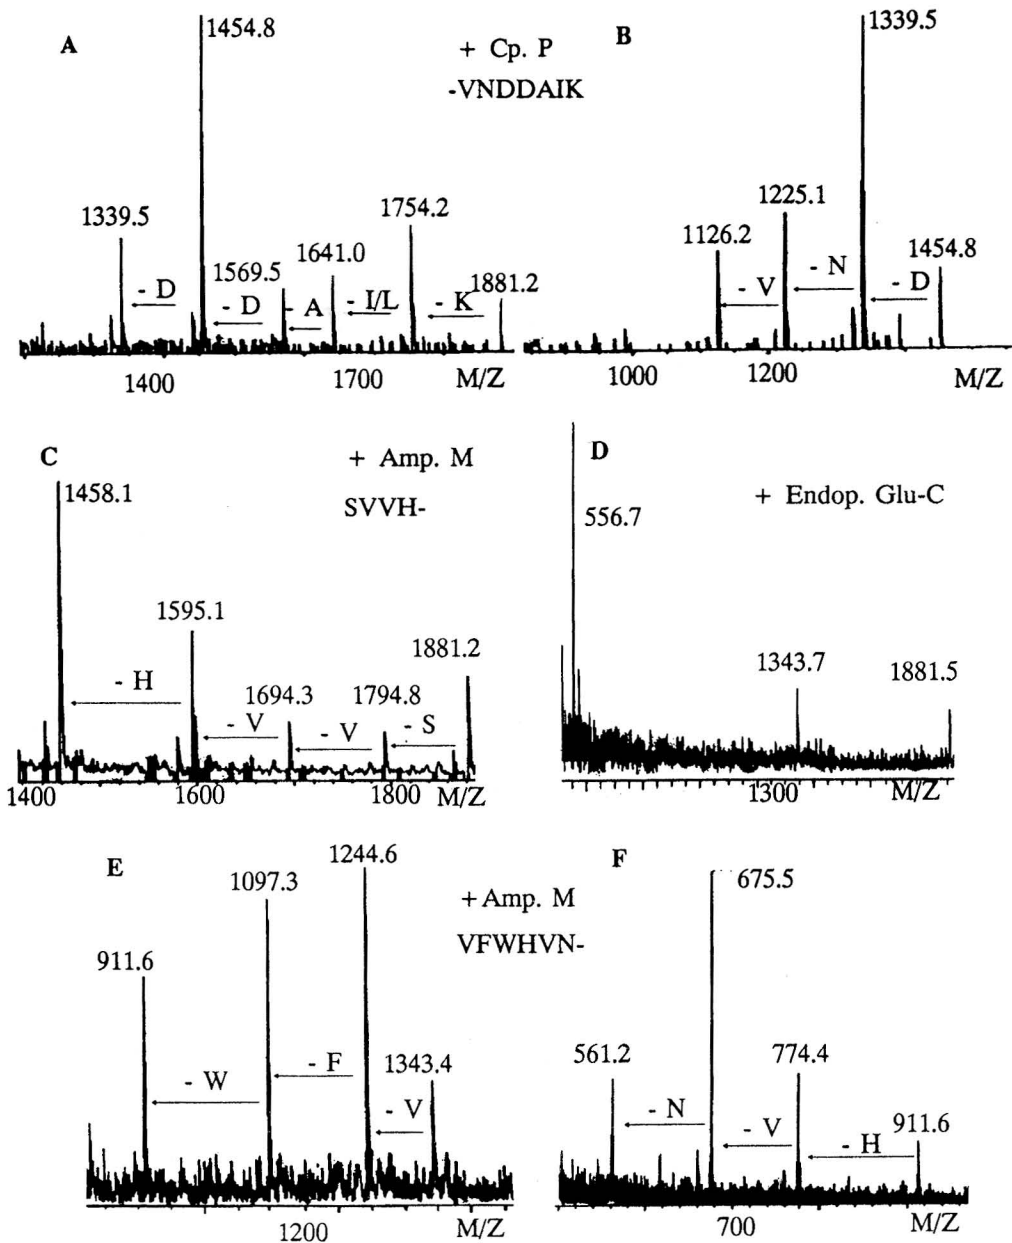 A
1454.8
+ Cp. P
-VNDDAIK
1339.5
1754.2
1641.0
1569.5
1881.2
- D
- D
- A
- I/L
- K
1400
1700
M/Z
B
1339.5
1225.1
1126.2
1454.8
- V
- N
- D
1000
1200
M/Z
C
+ Amp. M
SVVH-
1458.1
1595.1
1881.2
1694.3
1794.8
- H
- V
- V
- S
1400
1600
1800
M/Z
D
+ Endop. Glu-C
556.7
1343.7
1881.5
1300
M/Z
E
1244.6
1097.3
+ Amp. M
VFWHVN-
911.6
1343.4
- W
- F
- V
1200
M/Z
F
675.5
561.2
774.4
911.6
- N
- V
- H
700
M/Z